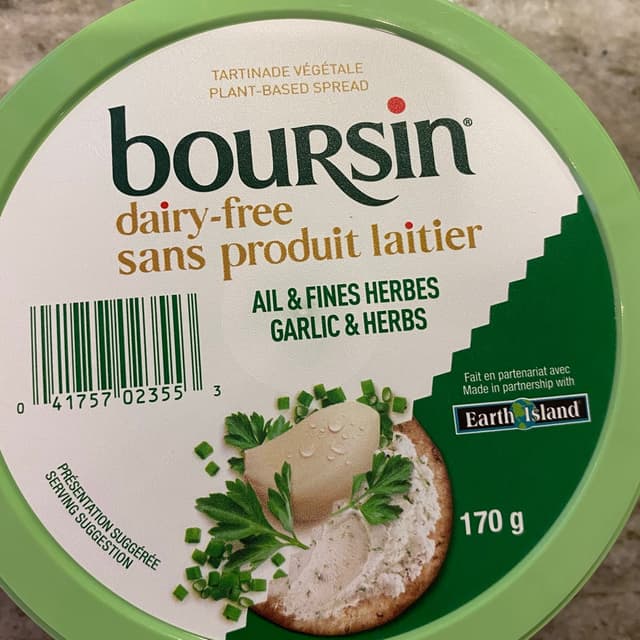 TARTINADE VÉGÉTALE
PLANT-BASED SPREAD
boursin®
dairy-free
sans produit laitier
AIL & FINES HERBES
GARLIC & HERBS
0 41757 02355 3
Fait en partenariat avec
Made in partnership with
Earth Island
PRÉSENTATION SUGGÉRÉE
SERVING SUGGESTION
170 g